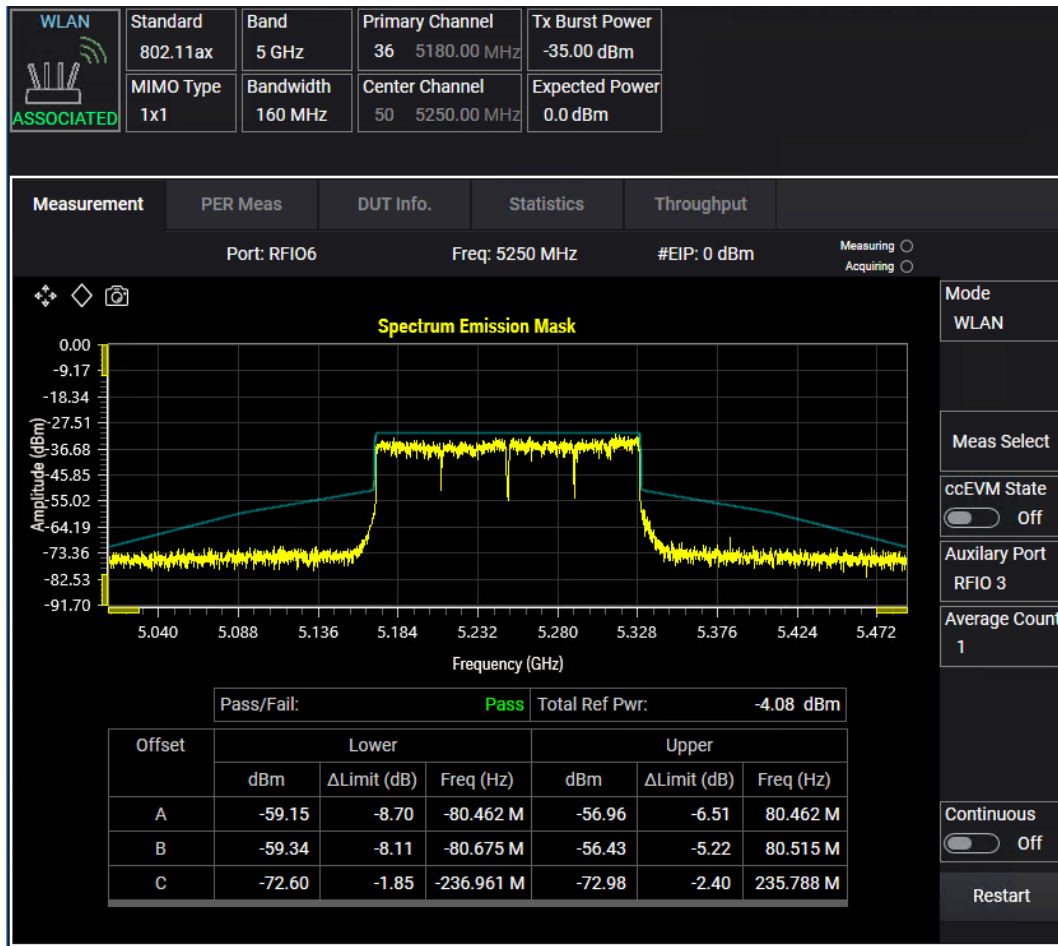 WLAN
ASSOCIATED
Standard
802.11ax
Band
5 GHz
Primary Channel
36 5180.00 MHz
Tx Burst Power
-35.00 dBm
MIMO Type
1x1
Bandwidth
160 MHz
Center Channel
50 5250.00 MHz
Expected Power
0.0 dBm
Measurement PER Meas DUT Info. Statistics Throughput
Port: RFIO6 Freq: 5250 MHz #EIP: 0 dBm
Measuring
Acquiring
Spectrum Emission Mask
Amplitude (dBm)
0.00
-9.17
-18.34
-27.51
-36.68
-45.85
-55.02
-64.19
-73.36
-82.53
-91.70
5.040 5.088 5.136 5.184 5.232 5.280 5.328 5.376 5.424 5.472
Frequency (GHz)
Pass/Fail: Pass Total Ref Pwr: -4.08 dBm
Offset Lower Upper
dBm ΔLimit (dB) Freq (Hz) dBm ΔLimit (dB) Freq (Hz)
A -59.15 -8.70 -80.462 M -56.96 -6.51 80.462 M
B -59.34 -8.11 -80.675 M -56.43 -5.22 80.515 M
C -72.60 -1.85 -236.961 M -72.98 -2.40 235.788 M
Mode
WLAN
Meas Select
ccEVM State
Off
Auxilary Port
RFIO 3
Average Count
1
Continuous
Off
Restart